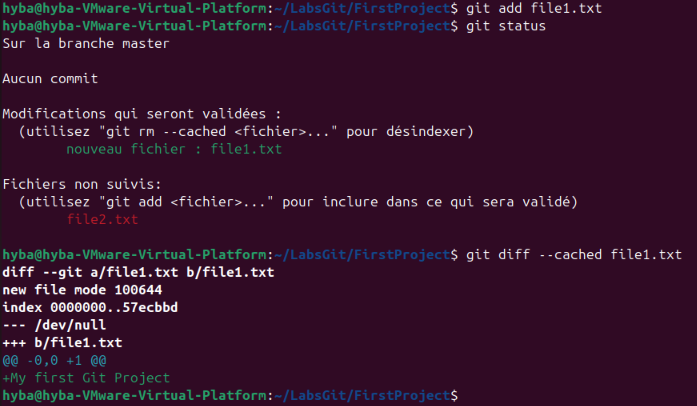 hyba@hyba-VMware-Virtual-Platform:~/LabsGit/FirstProject$ git add file1.txt
hyba@hyba-VMware-Virtual-Platform:~/LabsGit/FirstProject$ git status
Sur la branche master

Aucun commit

Modifications qui seront validées :
  (utilisez "git rm --cached <fichier>..." pour désindexer)
        nouveau fichier : file1.txt

Fichiers non suivis:
  (utilisez "git add <fichier>..." pour inclure dans ce qui sera validé)
        file2.txt

hyba@hyba-VMware-Virtual-Platform:~/LabsGit/FirstProject$ git diff --cached file1.txt
diff --git a/file1.txt b/file1.txt
new file mode 100644
index 0000000..57ecbbd
--- /dev/null
+++ b/file1.txt
@@ -0,0 +1 @@
+My first Git Project
hyba@hyba-VMware-Virtual-Platform:~/LabsGit/FirstProject$